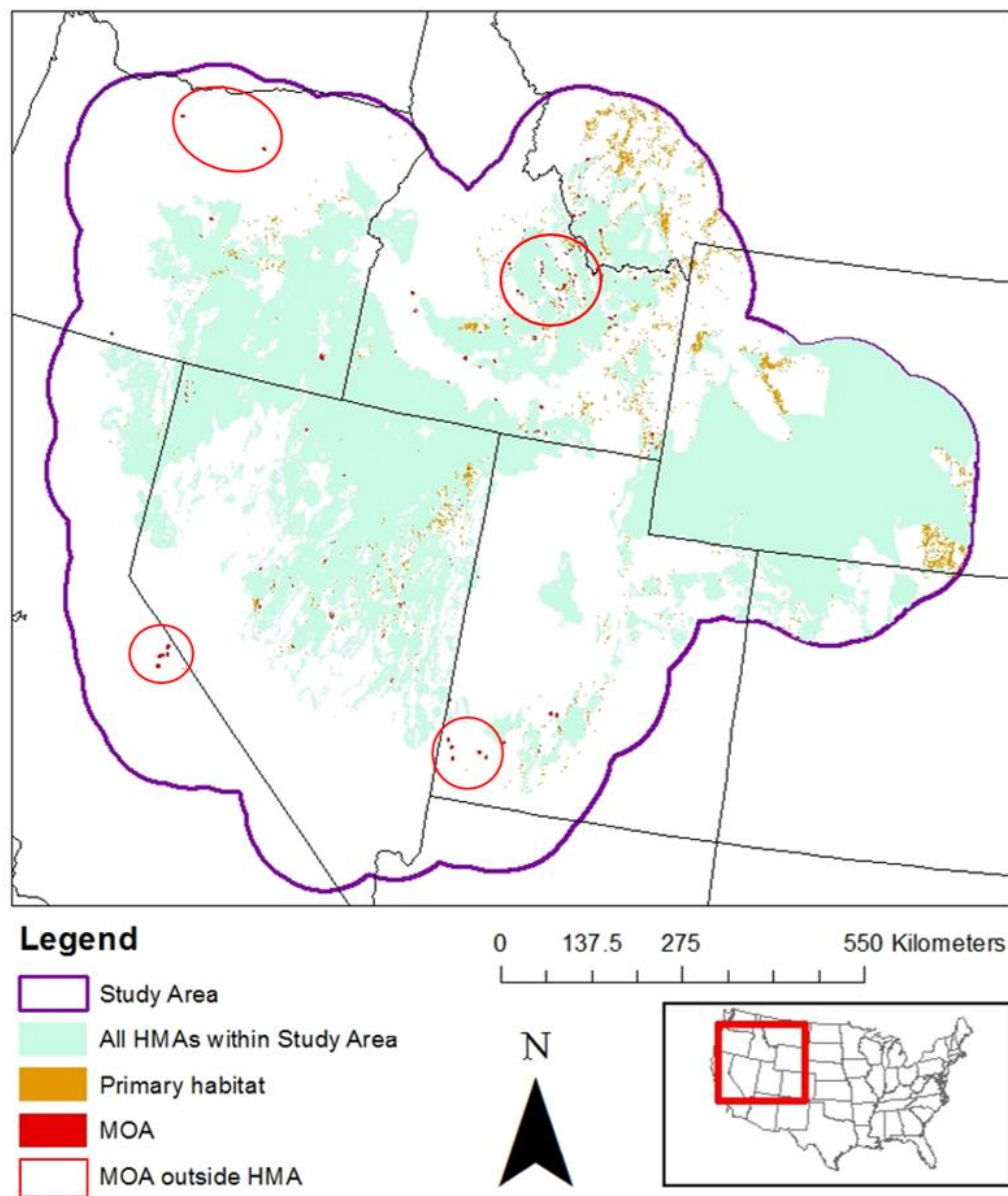 Legend
0 137.5 275 550 Kilometers
Study Area
All HMAs within Study Area
Primary habitat
MOA
MOA outside HMA
N